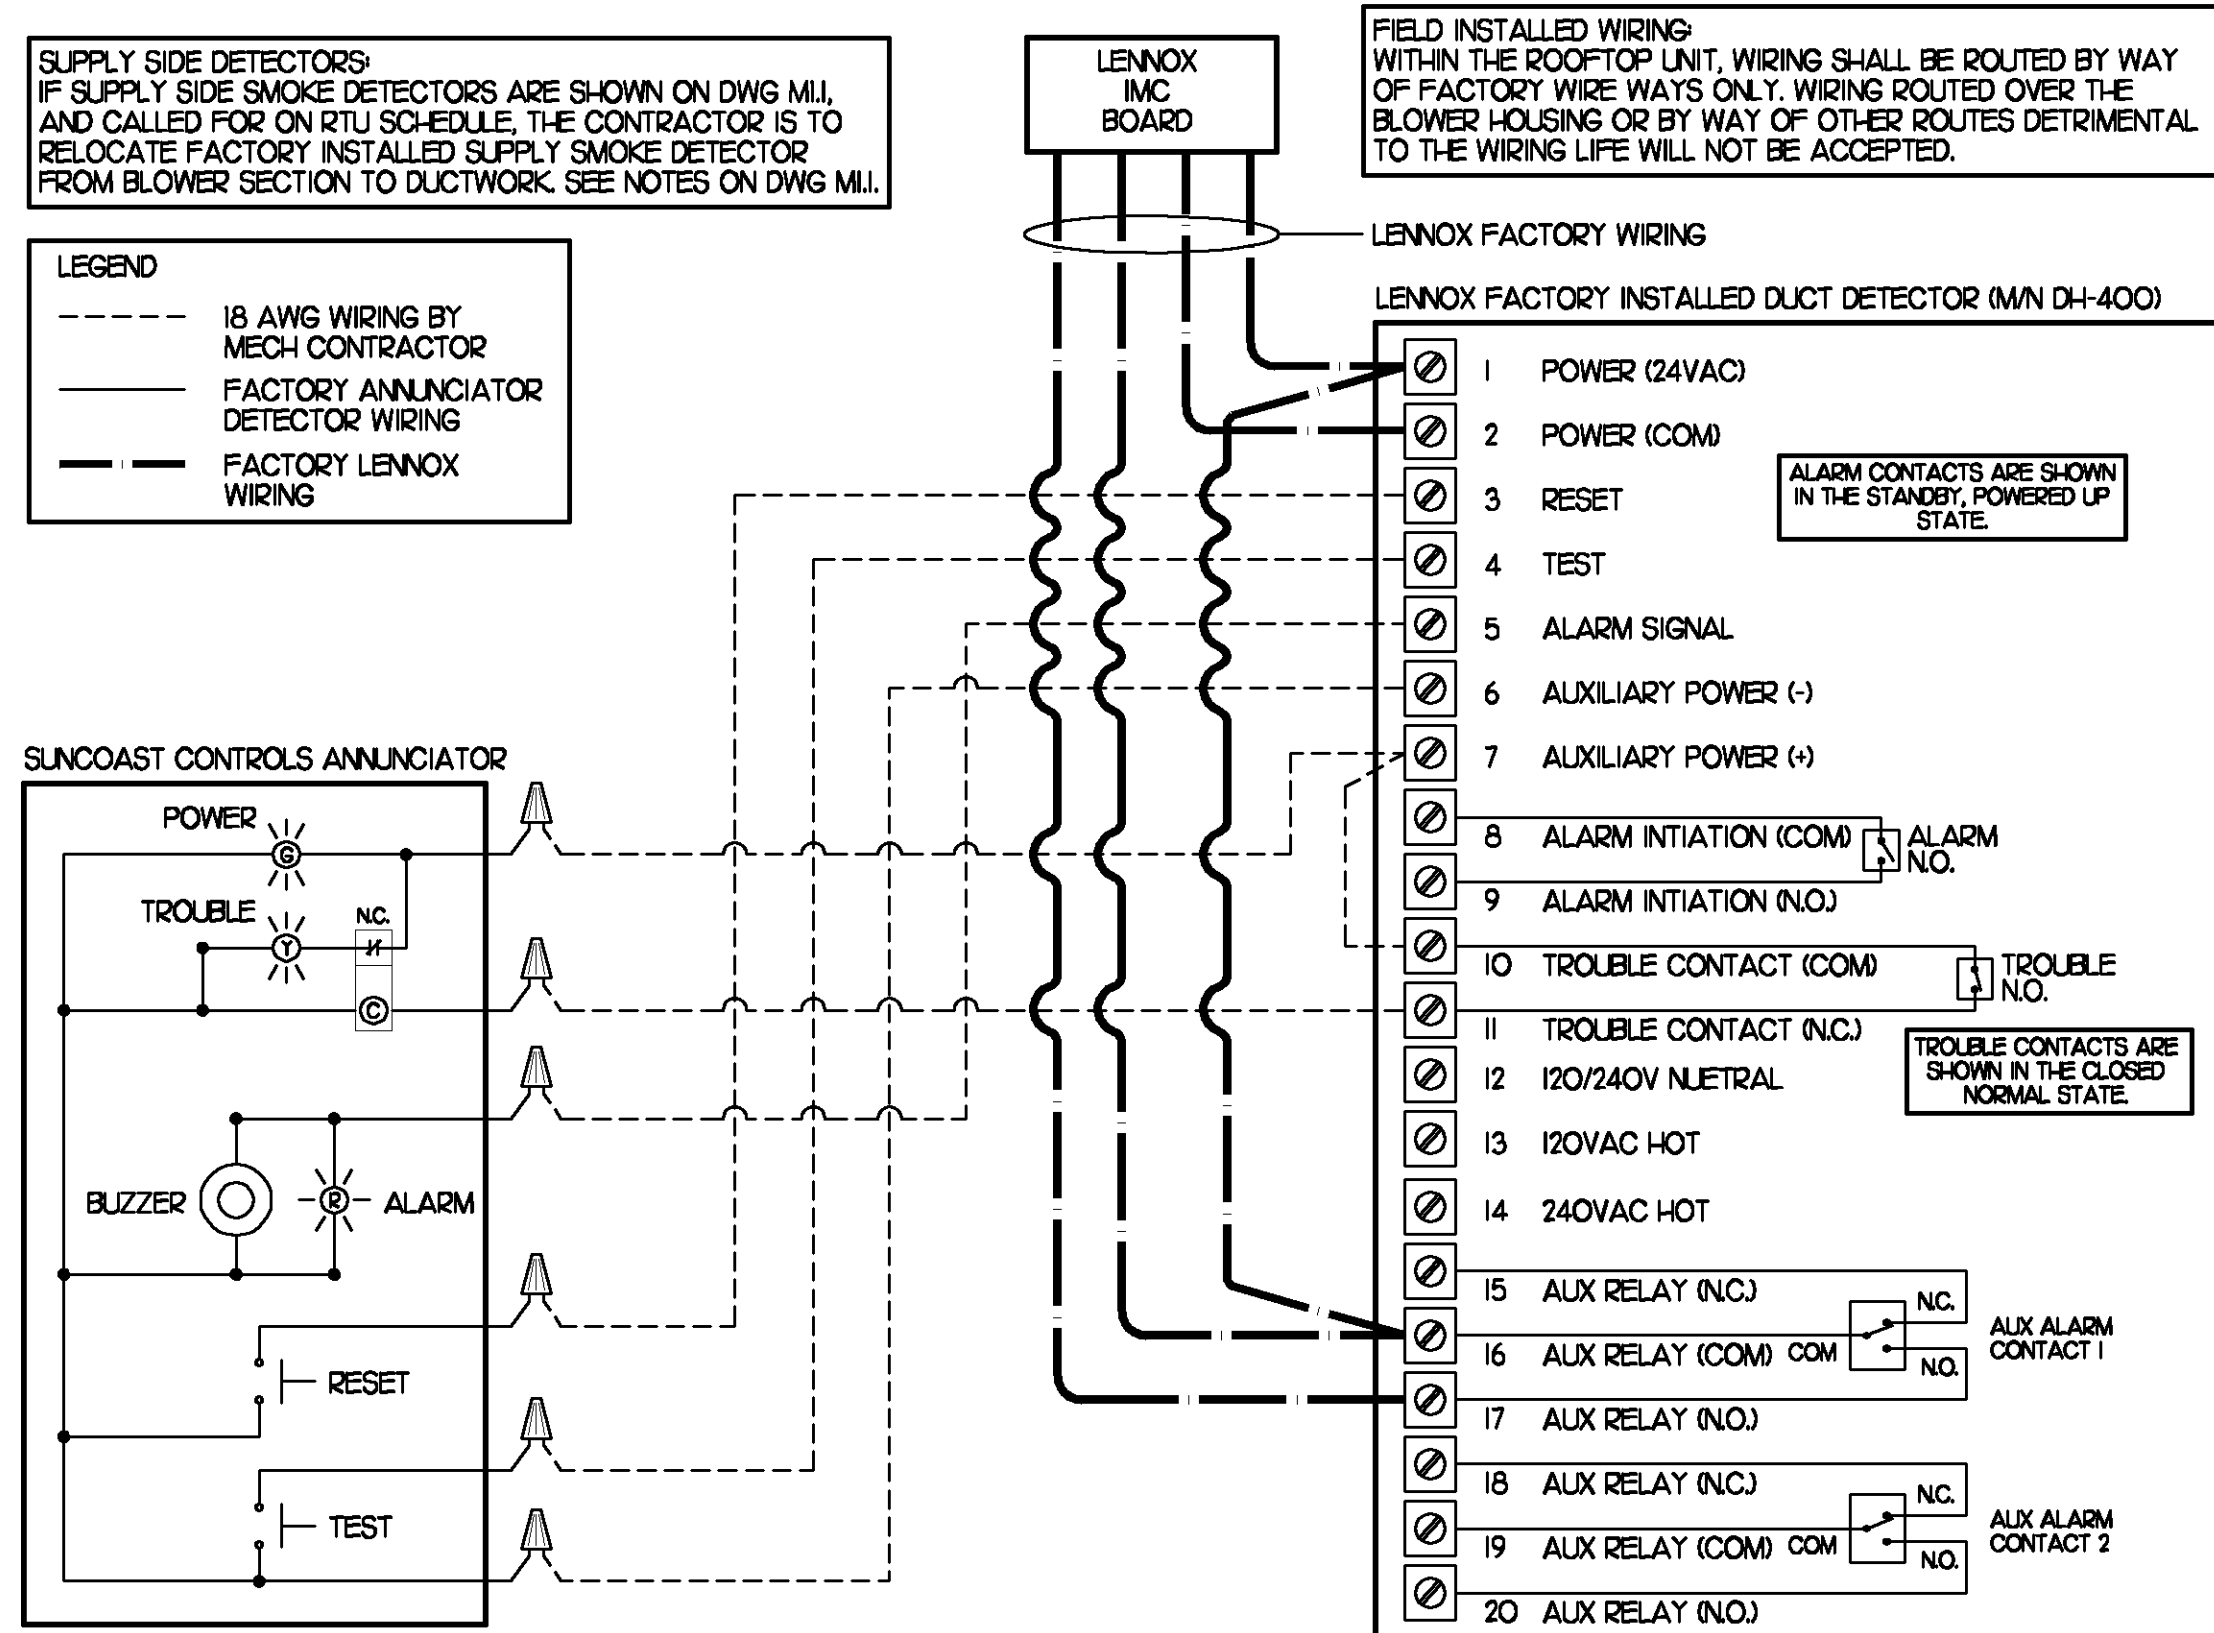 SUPPLY SIDE DETECTORS:
IF SUPPLY SIDE SMOKE DETECTORS ARE SHOWN ON DWG M1.1,
AND CALLED FOR ON RTU SCHEDULE, THE CONTRACTOR IS TO
RELOCATE FACTORY INSTALLED SUPPLY SMOKE DETECTOR
FROM BLOWER SECTION TO DUCTWORK. SEE NOTES ON DWG M1.1.
LENNOX
IMC
BOARD
FIELD INSTALLED WIRING:
WITHIN THE ROOFTOP UNIT, WIRING SHALL BE ROUTED BY WAY
OF FACTORY WIRE WAYS ONLY. WIRING ROUTED OVER THE
BLOWER HOUSING OR BY WAY OF OTHER ROUTES DETRIMENTAL
TO THE WIRING LIFE WILL NOT BE ACCEPTED.
LENNOX FACTORY WIRING
LEGEND
18 AWG WIRING BY
MECH CONTRACTOR
FACTORY ANNUNCIATOR
DETECTOR WIRING
FACTORY LENNOX
WIRING
LENNOX FACTORY INSTALLED DUCT DETECTOR (M/N DH-400)
1 POWER (24VAC)
2 POWER (COM)
ALARM CONTACTS ARE SHOWN
IN THE STANDBY, POWERED UP
STATE.
3 RESET
4 TEST
5 ALARM SIGNAL
6 AUXILIARY POWER (-)
7 AUXILIARY POWER (+)
8 ALARM INTIATION (COM)
ALARM
N.O.
9 ALARM INTIATION (N.O.)
10 TROUBLE CONTACT (COM)
TROUBLE
N.O.
11 TROUBLE CONTACT (N.C.)
TROUBLE CONTACTS ARE
SHOWN IN THE CLOSED
NORMAL STATE.
12 120/240V NUETRAL
13 120VAC HOT
14 240VAC HOT
15 AUX RELAY (N.C.)
N.C.
16 AUX RELAY (COM) COM
AUX ALARM
CONTACT 1
N.O.
17 AUX RELAY (N.O.)
18 AUX RELAY (N.C.)
N.C.
19 AUX RELAY (COM) COM
AUX ALARM
CONTACT 2
N.O.
20 AUX RELAY (N.O.)
SUNCOAST CONTROLS ANNUNCIATOR
POWER
G
TROUBLE
N.C.
Y
C
BUZZER
R
ALARM
RESET
TEST